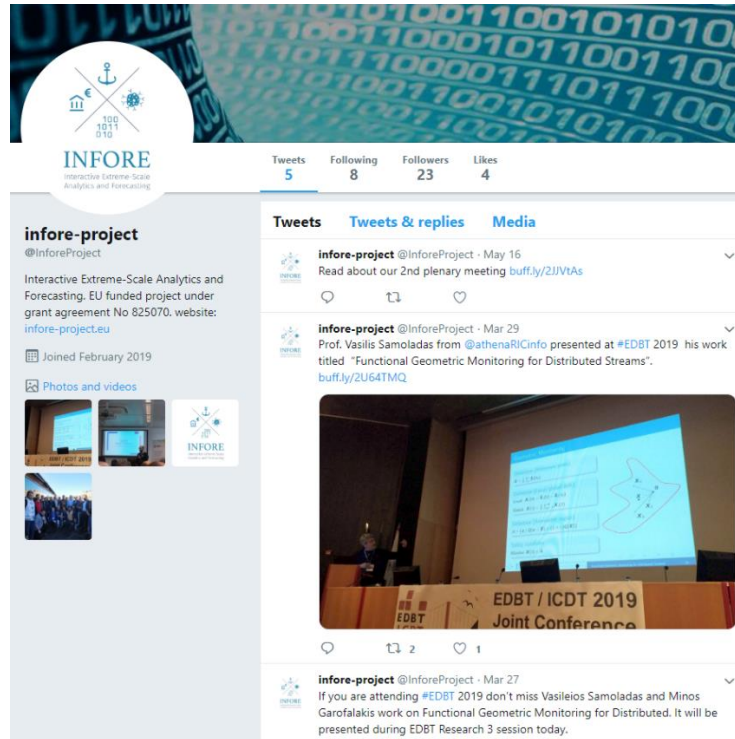 INFORE
Interactive Extreme-Scale
Analytics and Forecasting
Tweets
Following
Followers
Likes
5
8
23
4
infore-project
@InforeProject
Interactive Extreme-Scale Analytics and
Forecasting. EU funded project under
grant agreement No 825070. website:
infore-project.eu
Joined February 2019
Photos and videos
EDBT / ICDT 2019
INFORE
Tweets
Tweets & replies
Media
infore-project @InforeProject · May 16
Read about our 2nd plenary meeting buff.ly/2JJVtAs
infore-project @InforeProject · Mar 29
Prof. Vasilis Samoladas from @athenaRICinfo presented at #EDBT 2019 his work
titled "Functional Geometric Monitoring for Distributed Streams".
buff.ly/2U64TMQ
EDBT
EDBT / ICDT 2019
Joint Conference
2
1
infore-project @InforeProject · Mar 27
If you are attending #EDBT 2019 don't miss Vasileios Samoladas and Minos
Garofalakis work on Functional Geometric Monitoring for Distributed. It will be
presented during EDBT Research 3 session today.